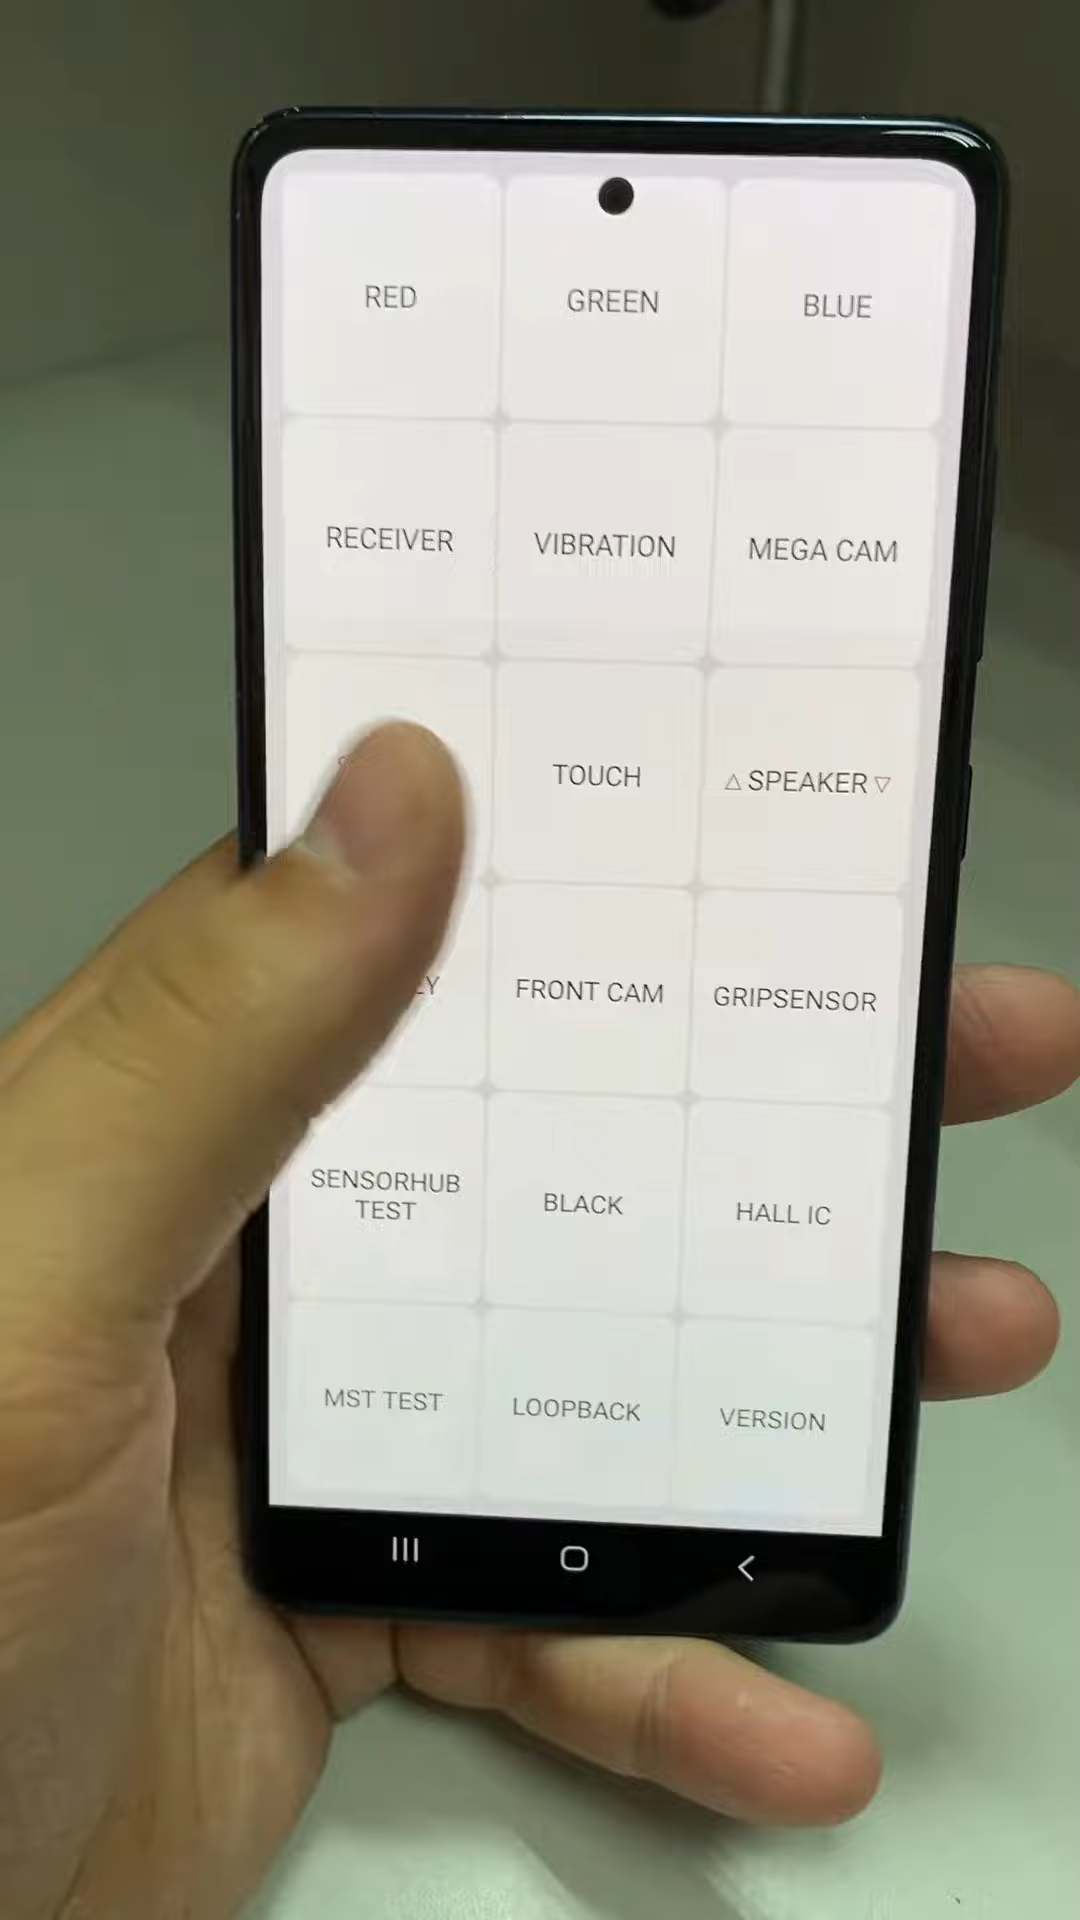 RED
GREEN
BLUE
RECEIVER
VIBRATION
MEGA CAM
TOUCH
△ SPEAKER ▽
FRONT CAM
GRIPSENSOR
SENSORHUB
TEST
BLACK
HALL IC
MST TEST
LOOPBACK
VERSION